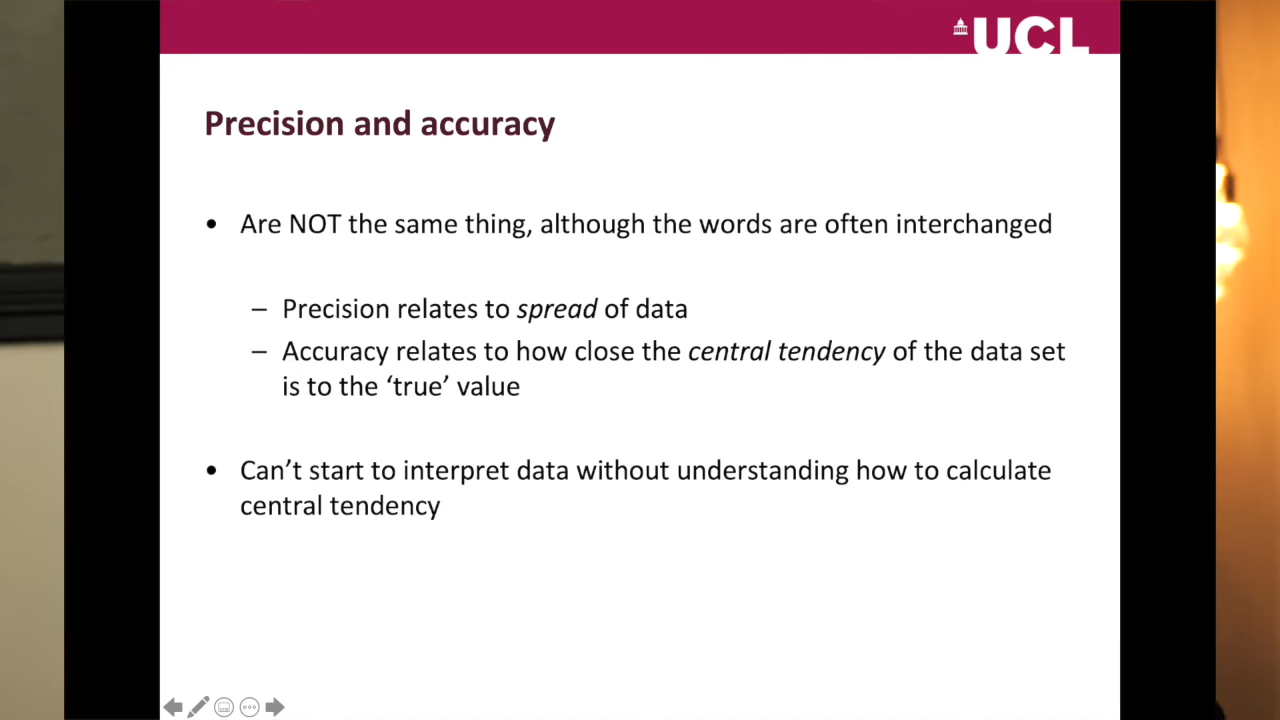 UCL
Precision and accuracy
• Are NOT the same thing, although the words are often interchanged
– Precision relates to spread of data
– Accuracy relates to how close the central tendency of the data set
is to the ‘true’ value
• Can’t start to interpret data without understanding how to calculate
central tendency